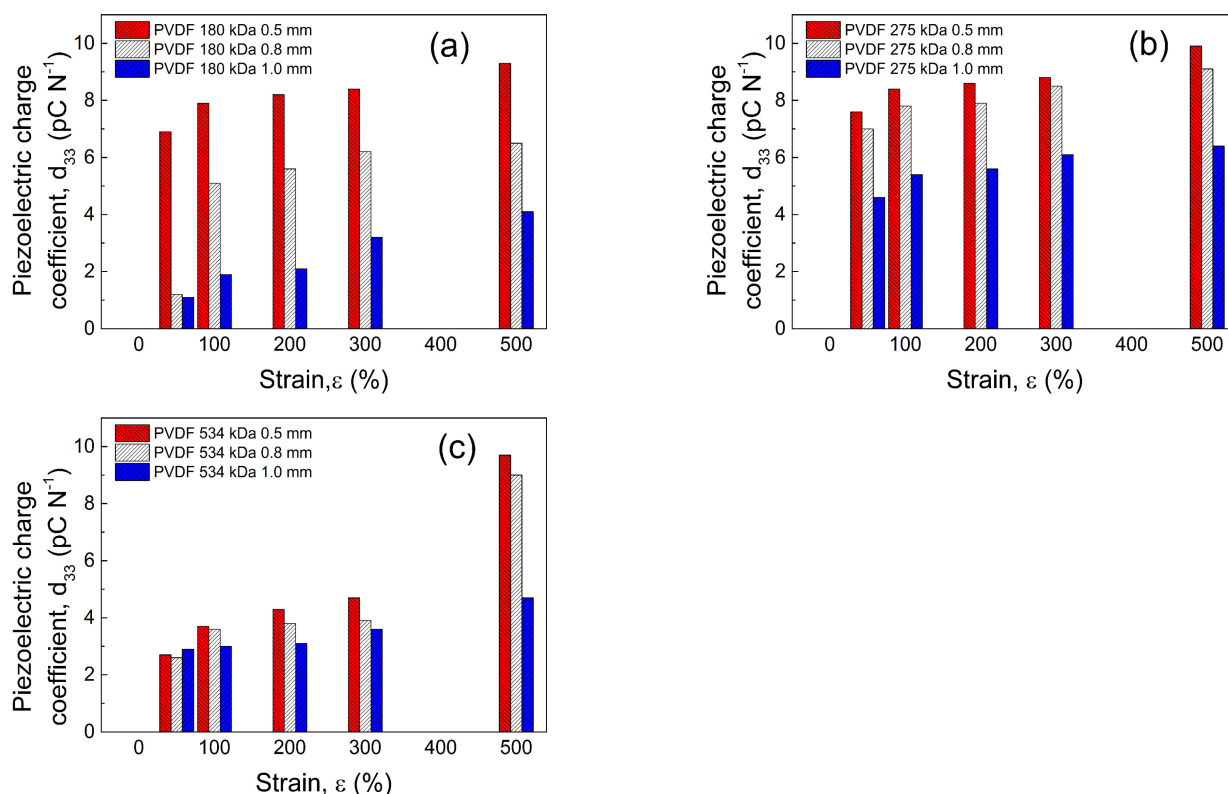 PVDF 180 kDa 0.5 mm
PVDF 180 kDa 0.8 mm
PVDF 180 kDa 1.0 mm
(a)
Piezoelectric charge
coefficient, d33 (pC N-1)
10
8
6
4
2
0
0 100 200 300 400 500
Strain,ε (%)
PVDF 275 kDa 0.5 mm
PVDF 275 kDa 0.8 mm
PVDF 275 kDa 1.0 mm
(b)
Piezoelectric charge
coefficient, d33 (pC N-1)
10
8
6
4
2
0
0 100 200 300 400 500
Strain, ε (%)
PVDF 534 kDa 0.5 mm
PVDF 534 kDa 0.8 mm
PVDF 534 kDa 1.0 mm
(c)
Piezoelectric charge
coefficient, d33 (pC N-1)
10
8
6
4
2
0
0 100 200 300 400 500
Strain, ε (%)